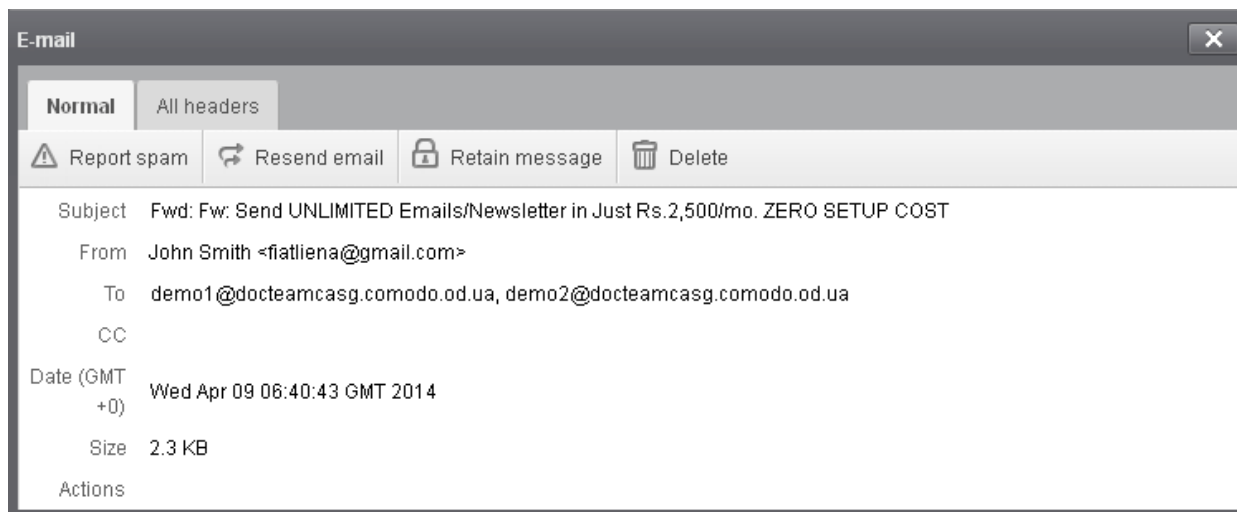 E-mail
Normal All headers
Report spam Resend email Retain message Delete
Subject Fwd: Fw: Send UNLIMITED Emails/Newsletter in Just Rs.2,500/mo. ZERO SETUP COST
From John Smith <fiatliena@gmail.com>
To demo1@docteamcasg.comodo.od.ua, demo2@docteamcasg.comodo.od.ua
CC
Date (GMT
+0) Wed Apr 09 06:40:43 GMT 2014
Size 2.3 KB
Actions